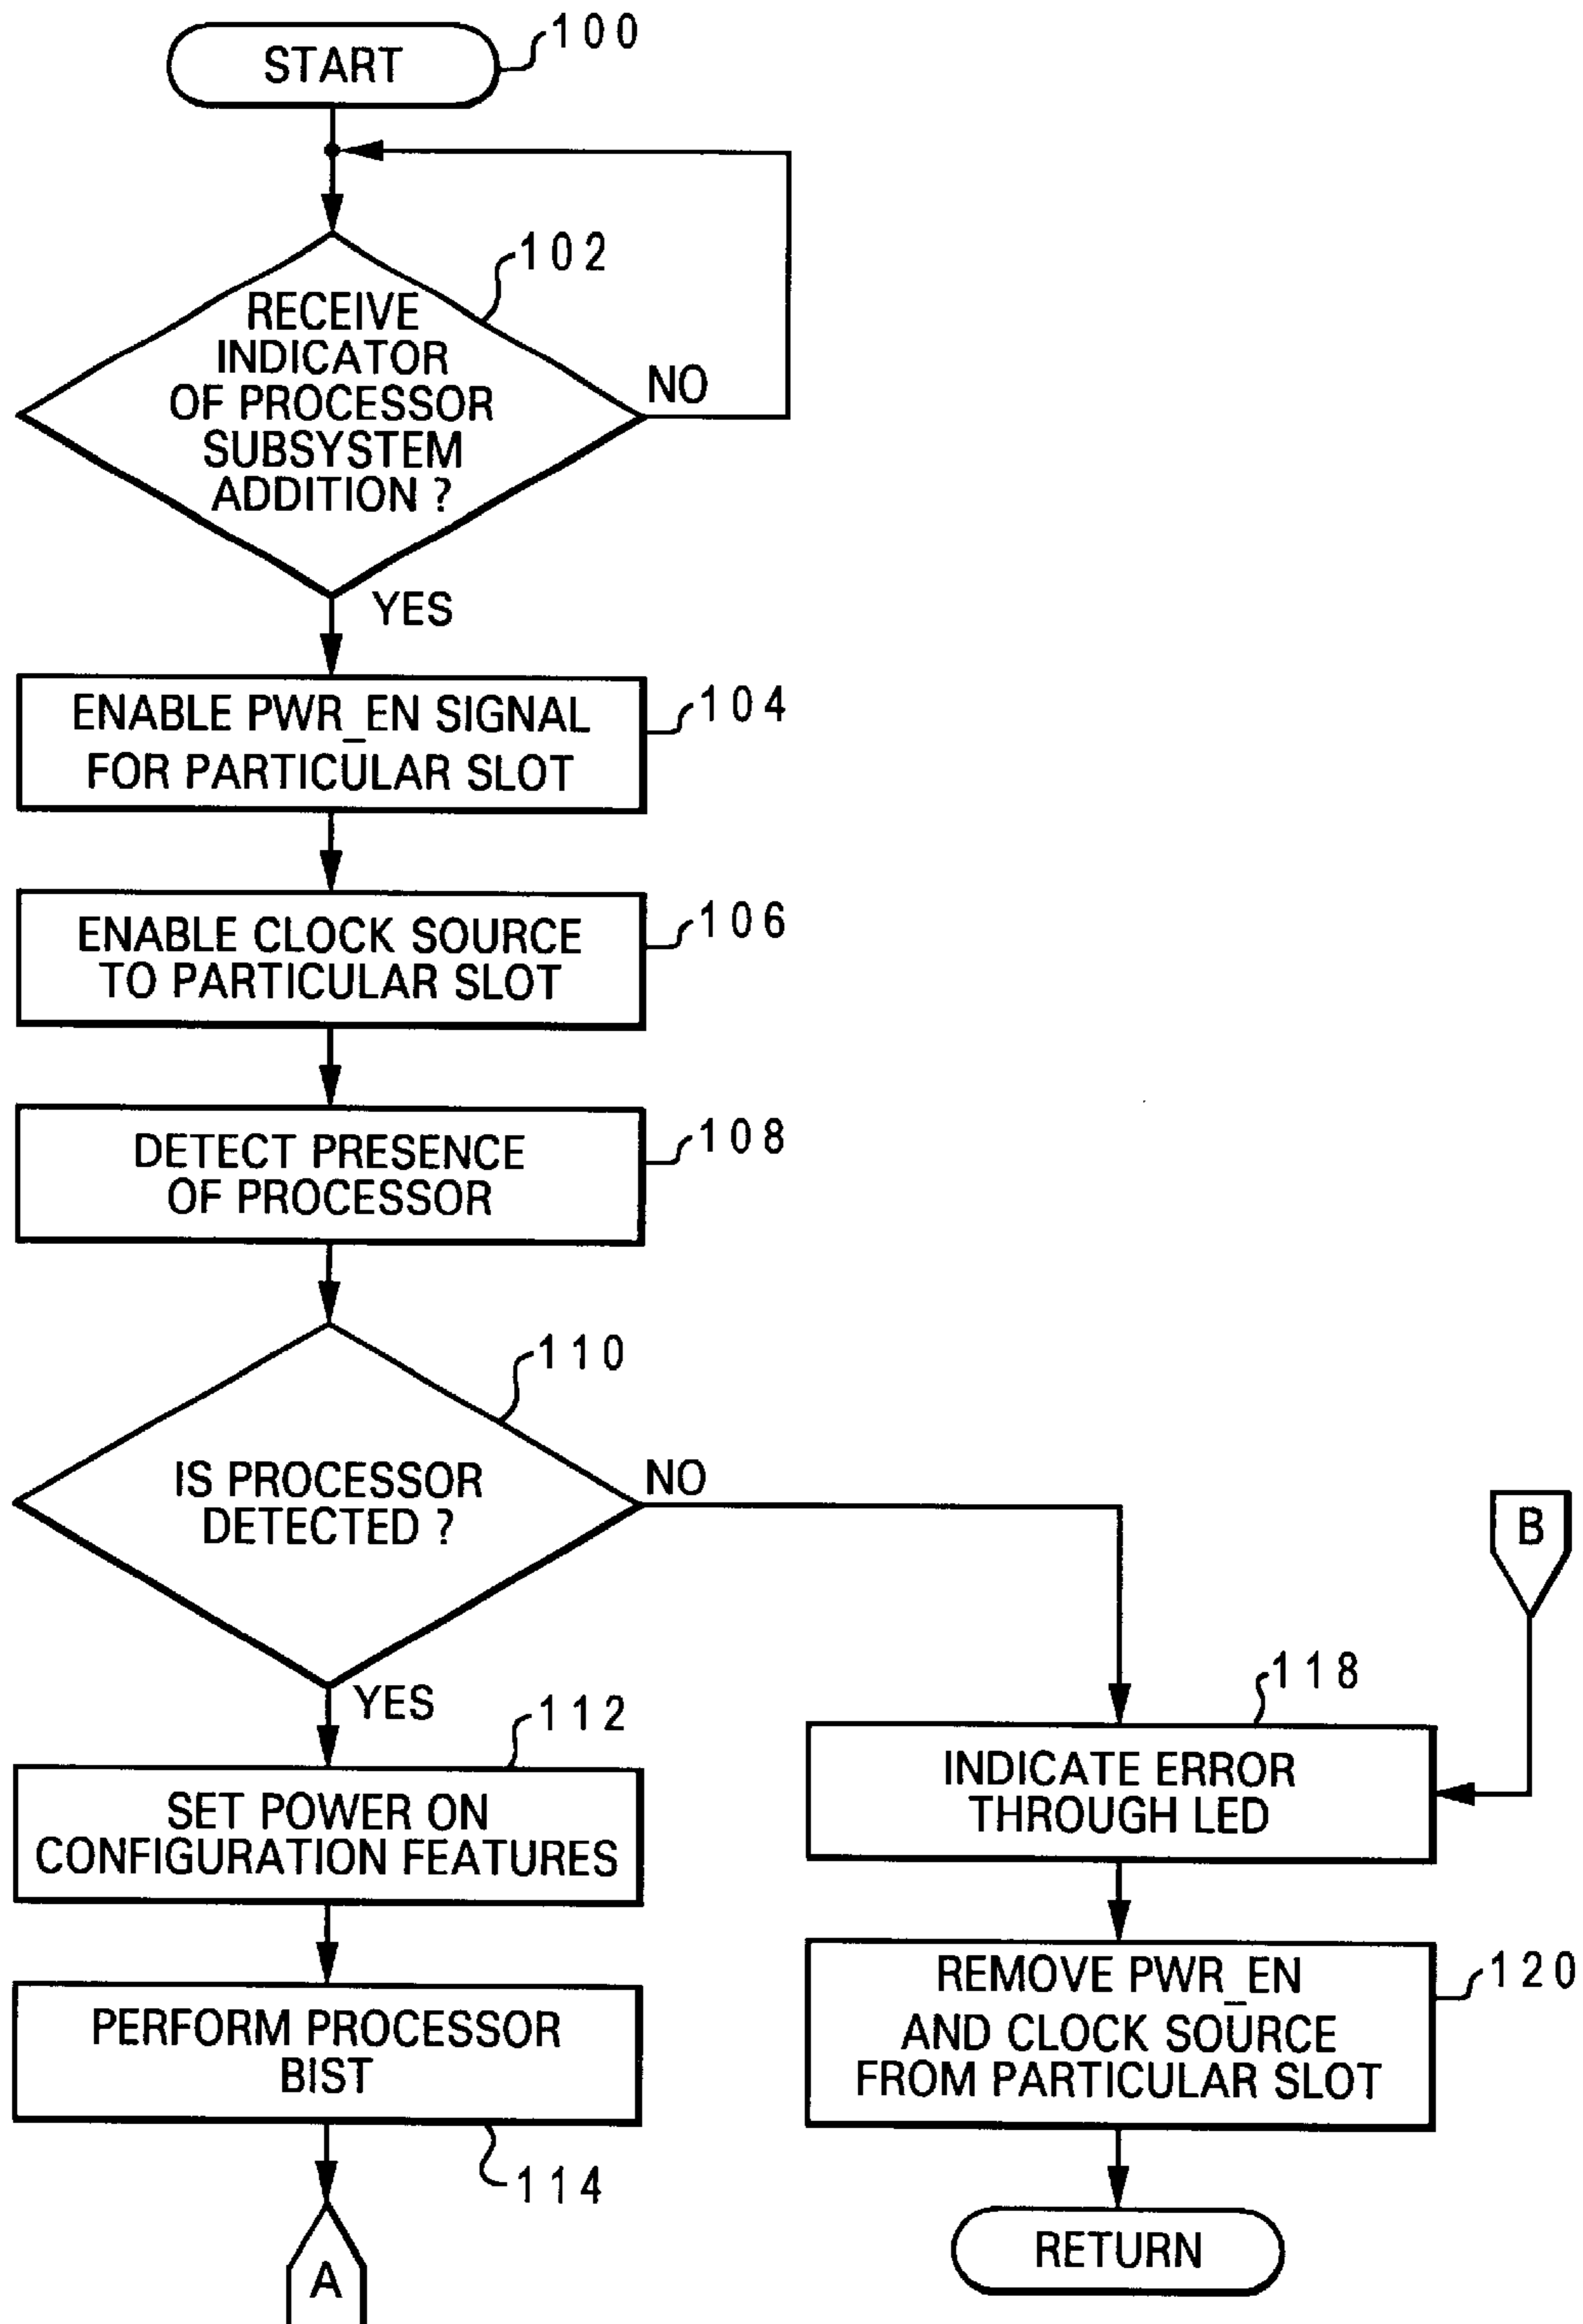 START
100
102
RECEIVE
INDICATOR
OF PROCESSOR
SUBSYSTEM
ADDITION ?
NO
YES
ENABLE PWR_EN SIGNAL
FOR PARTICULAR SLOT
104
ENABLE CLOCK SOURCE
TO PARTICULAR SLOT
106
DETECT PRESENCE
OF PROCESSOR
108
110
IS PROCESSOR
DETECTED ?
NO
YES
112
SET POWER ON
CONFIGURATION FEATURES
PERFORM PROCESSOR
BIST
114
A
B
118
INDICATE ERROR
THROUGH LED
REMOVE PWR_EN
AND CLOCK SOURCE
FROM PARTICULAR SLOT
120
RETURN